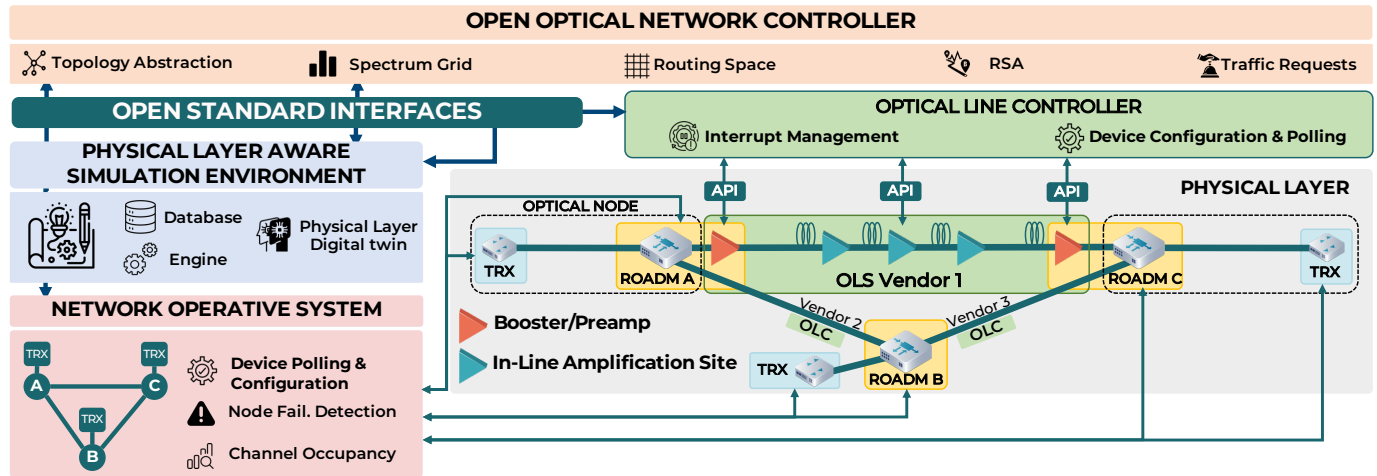 OPEN OPTICAL NETWORK CONTROLLER
Topology Abstraction
Spectrum Grid
Routing Space
RSA
Traffic Requests
OPEN STANDARD INTERFACES
OPTICAL LINE CONTROLLER
Interrupt Management
Device Configuration & Polling
PHYSICAL LAYER AWARE
SIMULATION ENVIRONMENT
Database
Engine
Physical Layer
Digital twin
API
API
API
PHYSICAL LAYER
OPTICAL NODE
TRX
ROADM A
OLS Vendor 1
ROADM C
TRX
Vendor 2
OLC
Vendor 3
OLC
Booster/Preamp
In-Line Amplification Site
TRX
ROADM B
NETWORK OPERATIVE SYSTEM
TRX
TRX
A
C
TRX
B
Device Polling &
Configuration
Node Fail. Detection
Channel Occupancy